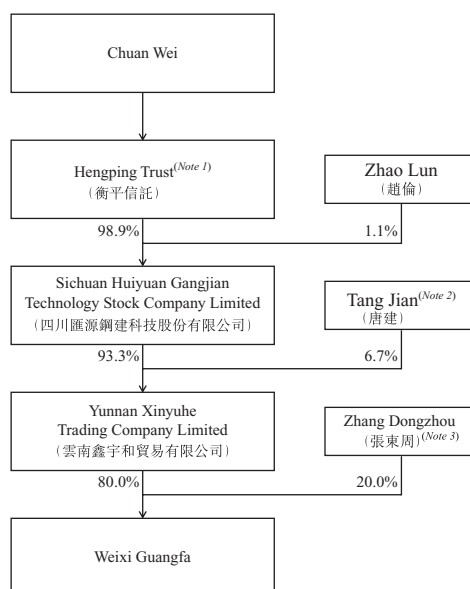 Chuan Wei
Hengping Trust(Note 1)
(衡平信託)
Zhao Lun
(趙倫)
98.9%
1.1%
Sichuan Huiyuan Gangjian
Technology Stock Company Limited
(四川匯源鋼建科技股份有限公司)
Tang Jian(Note 2)
(唐建)
93.3%
6.7%
Yunnan Xinyuhe
Trading Company Limited
(雲南鑫宇和貿易有限公司)
Zhang Dongzhou
(張東周)(Note 3)
80.0%
20.0%
Weixi Guangfa